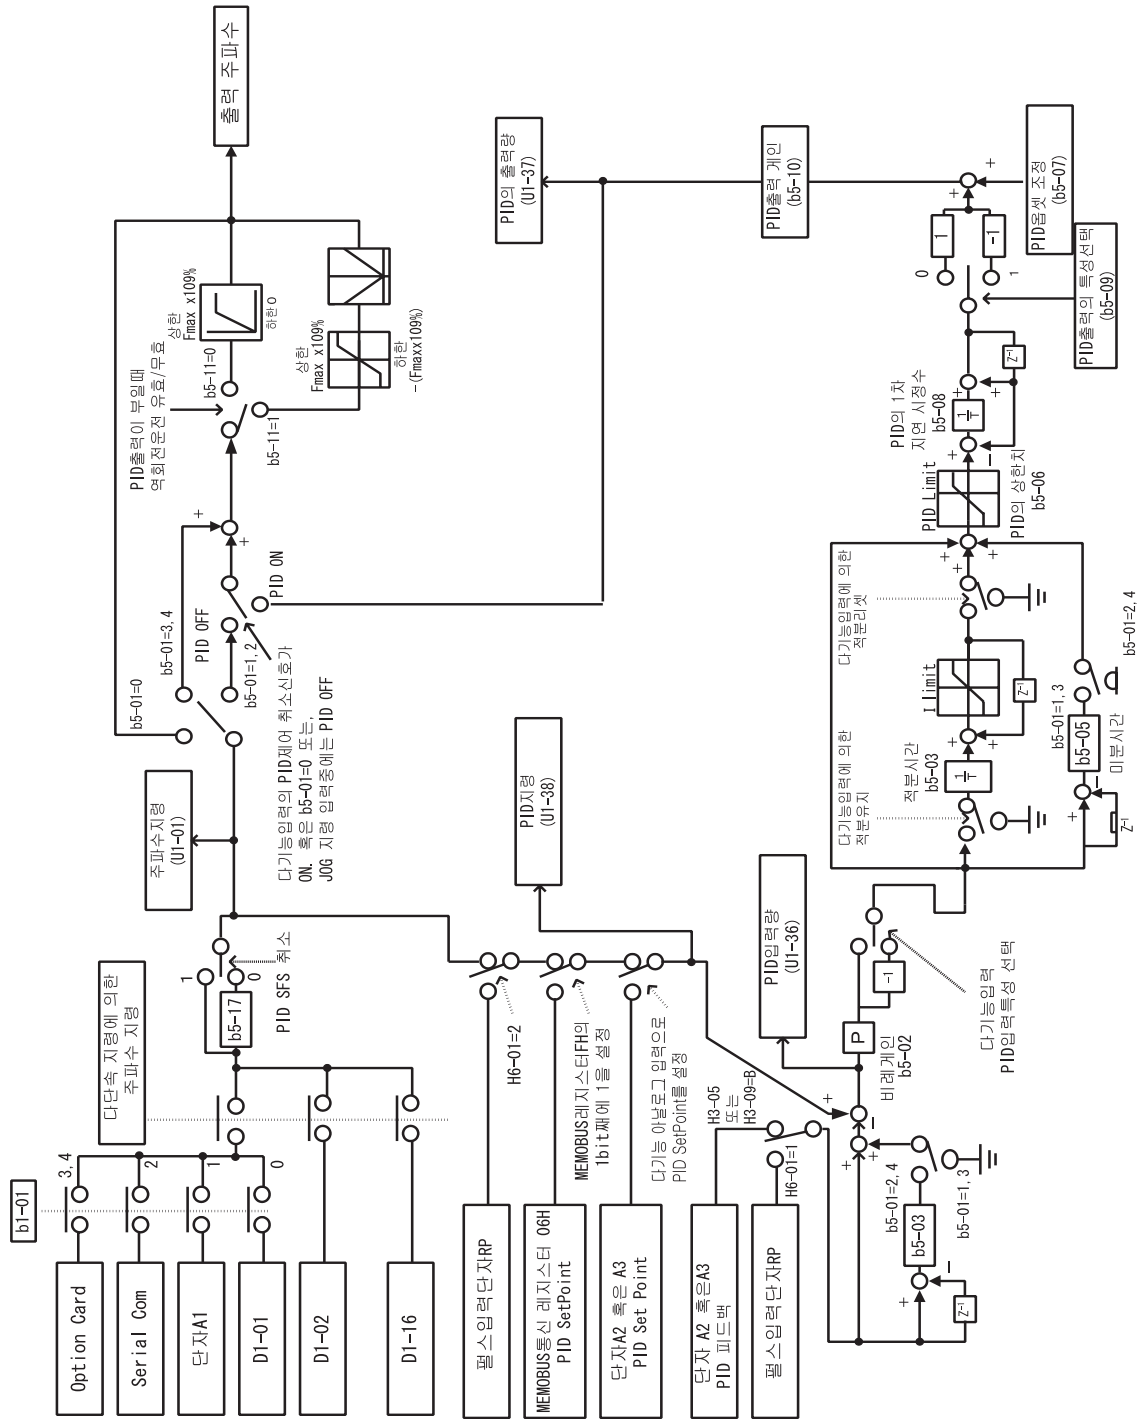 b1-01
Option Card
Serial Com
단자A1
D1-01
D1-02
D1-16
3, 4
2
1
0
다단속 지령에 의한
주파수 지령
b5-17
1
0
PID SFS 취소
주파수지령
(U1-01)
b5-01=0
b5-01=3,4
PID OFF
b5-01=1,2
PID ON
다기능입력의 PID제어 취소신호가
ON. 혹은 b5-01=0 또는,
JOG 지령 입력중에는 PID OFF
+
+
PID출력이 부일때
역회전운전 유효/무효
b5-11=0
b5-11=1
상한
Fmax x109%
하한0
상한
Fmax x109%
하한
-(Fmaxx109%)
출력 주파수
펄스입력단자RP
MEMOBUS통신 레지스터 06H
PID SetPoint
단자A2 혹은 A3
PID Set Point
H6-01=2
MEMOBUS레지스터FH의
1bit째에 1을 설정
다기능 아날로그 입력으로
PID SetPoint를 설정
PID지령
(U1-38)
PID의 출력량
(U1-37)
단자 A2 혹은A3
PID 피드백
펄스입력단자RP
H3-05
또는
H3-09=B
H6-01=1
PID입력량
(U1-36)
+
-
+
+
b5-01=2,4
b5-01=1,3
b5-03
+
-
Z-1
P
비례게인
b5-02
-1
다기능입력
PID입력특성 선택
다기능입력에 의한
적분유지
적분시간
b5-03
1/T
+
+
I limit
Z-1
다기능입력에 의한
적분리셋
+
+
+
b5-01=1,3
b5-05
미분시간
b5-01=2,4
+
-
Z-1
PID Limit
PID의 상한치
b5-06
PID의 1차
지연 시정수
b5-08
1/T
+
-
+
+
Z-1
0
1
1
-1
PID출력의 특성선택
(b5-09)
+
+
PID옵셋 조정
(b5-07)
PID출력 게인
(b5-10)